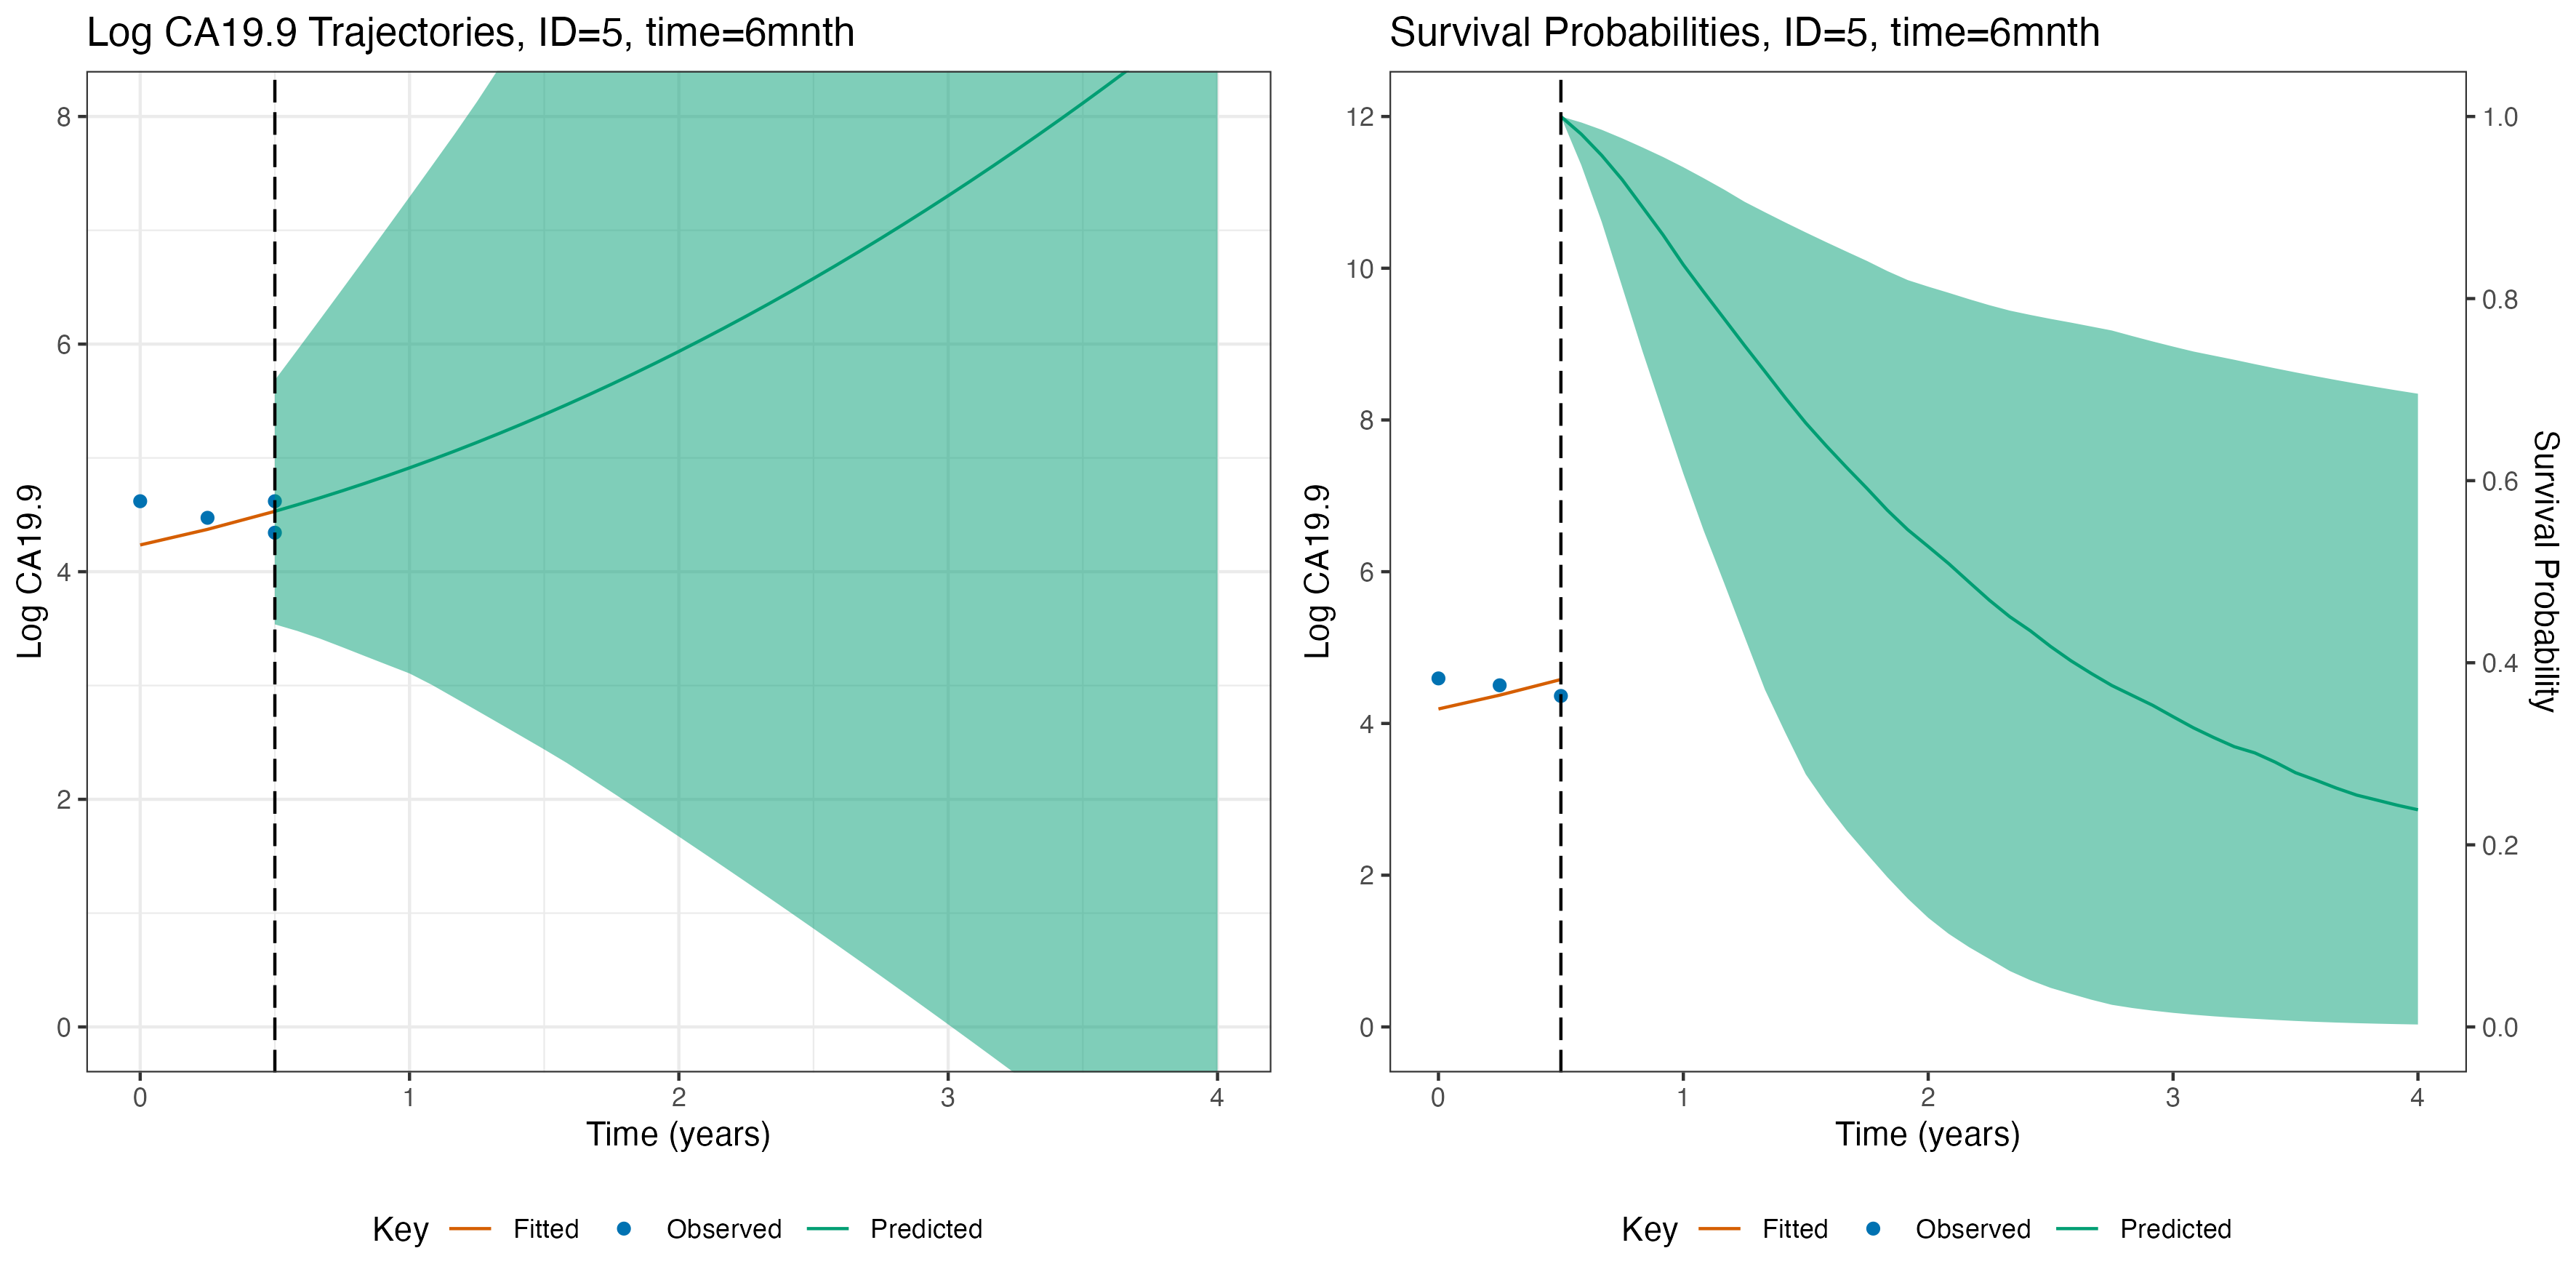 Log CA19.9 Trajectories, ID=5, time=6mnth
Log CA19.9
8
6
4
2
0
0 1 2 3 4
Time (years)
Key Fitted Observed Predicted
Survival Probabilities, ID=5, time=6mnth
Log CA19.9
12
10
8
6
4
2
0
1.0
0.8
0.6
0.4
0.2
0.0
Survival Probability
0 1 2 3 4
Time (years)
Key Fitted Observed Predicted